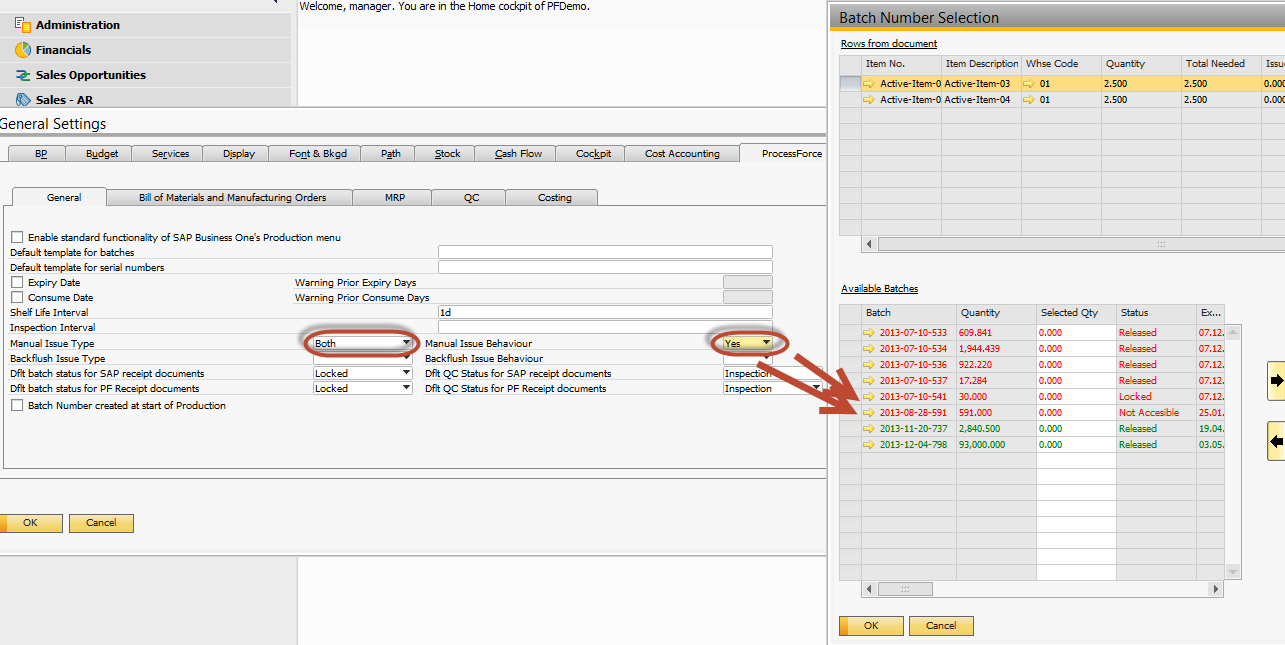 Welcome, manager. You are in the Home cockpit of PFDemo.
Administration
Financials
Sales Opportunities
Sales - AR
General Settings
BP Budget Services Display Font & Bkgd Path Stock Cash Flow Cockpit Cost Accounting ProcessForce
General Bill of Materials and Manufacturing Orders MRP QC Costing
Enable standard functionality of SAP Business One's Production menu
Default template for batches
Default template for serial numbers
Expiry Date Warning Prior Expiry Days
Consume Date Warning Prior Consume Days
Shelf Life Interval 1d
Inspection Interval
Manual Issue Type Both Manual Issue Behaviour Yes
Backflush Issue Type Backflush Issue Behaviour
Dflt batch status for SAP receipt documents Locked Dflt QC Status for SAP receipt documents Inspection
Dflt batch status for PF Receipt documents Locked Dflt QC Status for PF Receipt documents Inspection
Batch Number created at start of Production
OK Cancel
Batch Number Selection
Rows from document
Item No. Item Description Whse Code Quantity Total Needed Issu
Active-Item-0 Active-Item-03 01 2.500 2.500 0.000
Active-Item-0 Active-Item-04 01 2.500 2.500 0.000
Available Batches
Batch Quantity Selected Qty Status Ex...
2013-07-10-533 609.841 0.000 Released 07.12.
2013-07-10-534 1,944.439 0.000 Released 07.12.
2013-07-10-536 922.220 0.000 Released 07.12.
2013-07-10-537 17.284 0.000 Released 07.12.
2013-07-10-541 30.000 0.000 Locked 07.12.
2013-08-28-591 591.000 0.000 Not Accesible 25.01.
2013-11-20-737 2,840.500 0.000 Released 19.04.
2013-12-04-798 93,000.000 0.000 Released 03.05.
OK Cancel